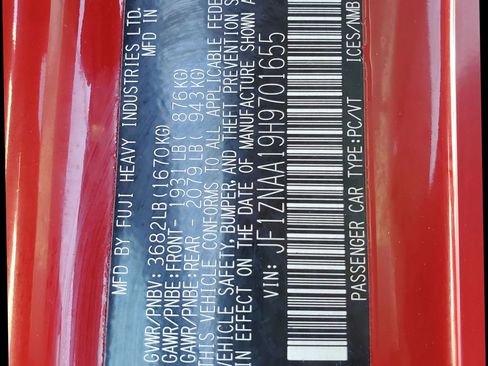 MFD BY FUJI HEAVY INDUSTRIES LTD.
MFD IN
GVWR/PNBV: 3682LB(1670KG)
GAWR/PNBE:FRONT- 1931LB( 876KG)
GAWR/PNBE:REAR - 2079LB( 943KG)
THIS VEHICLE CONFORMS TO ALL APPLICABLE FEDE
VEHICLE SAFETY,BUMPER,AND THEFT PREVENTION S
IN EFFECT ON THE DATE OF MANUFACTURE SHOWN A
VIN: JF1ZNAA19H9701655
PASSENGER CAR TYPE:PC/VT ICES/NMB